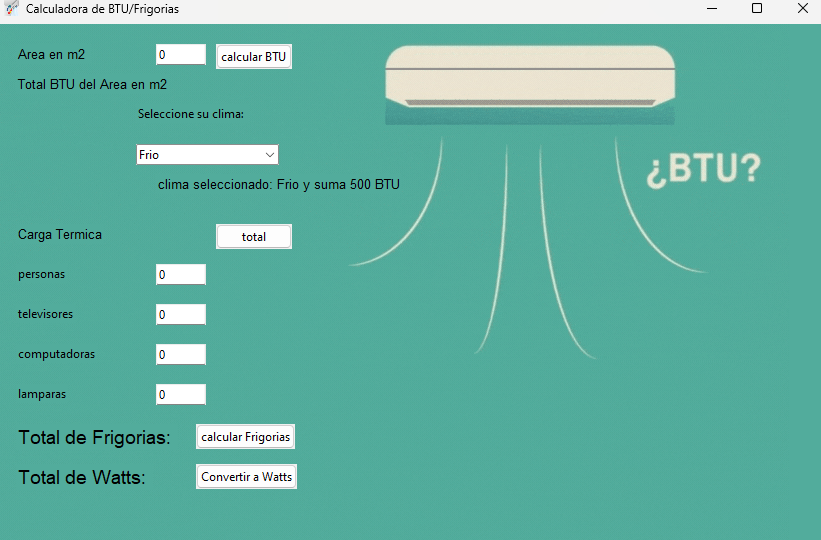 Calculadora de BTU/Frigorias
Area en m2 0 calcular BTU
Total BTU del Area en m2
Seleccione su clima:
¿BTU?
Frio
clima seleccionado: Frio y suma 500 BTU
Carga Termica total
personas 0
televisores 0
computadoras 0
lamparas 0
Total de Frigorias: calcular Frigorias
Total de Watts: Convertir a Watts